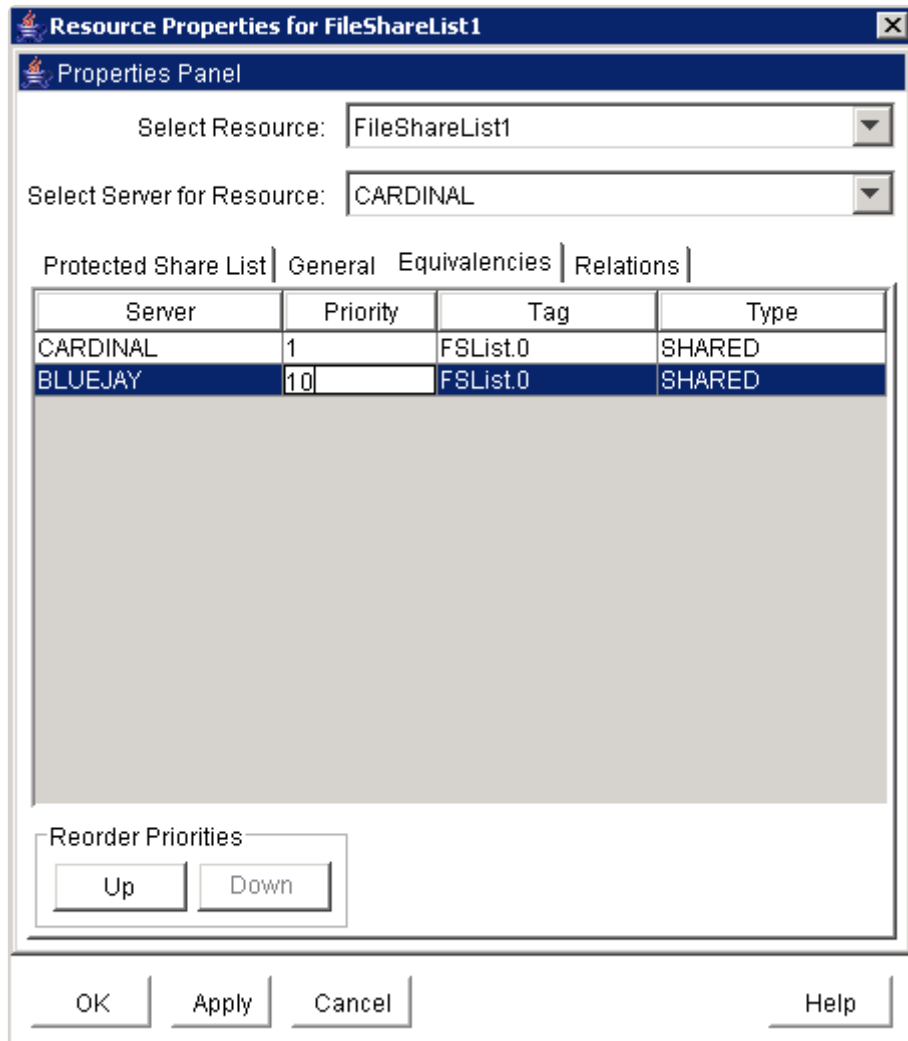 Resource Properties for FileShareList1
Properties Panel
Select Resource: FileShareList1
Select Server for Resource: CARDINAL
Protected Share List General Equivalencies Relations
Server Priority Tag Type
CARDINAL 1 FSList.0 SHARED
BLUEJAY 10 FSList.0 SHARED
Reorder Priorities
Up Down
OK Apply Cancel Help